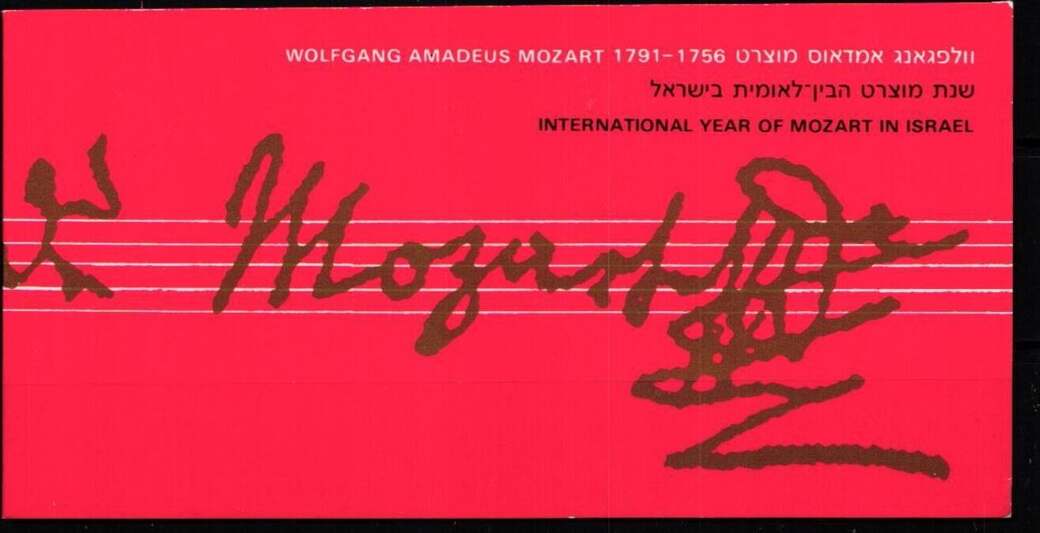 WOLFGANG AMADEUS MOZART 1791-1756 וולפגאנג אמדאוס מוצרט
שנת מוצרט הבין־לאומית בישראל
INTERNATIONAL YEAR OF MOZART IN ISRAEL
Mozart